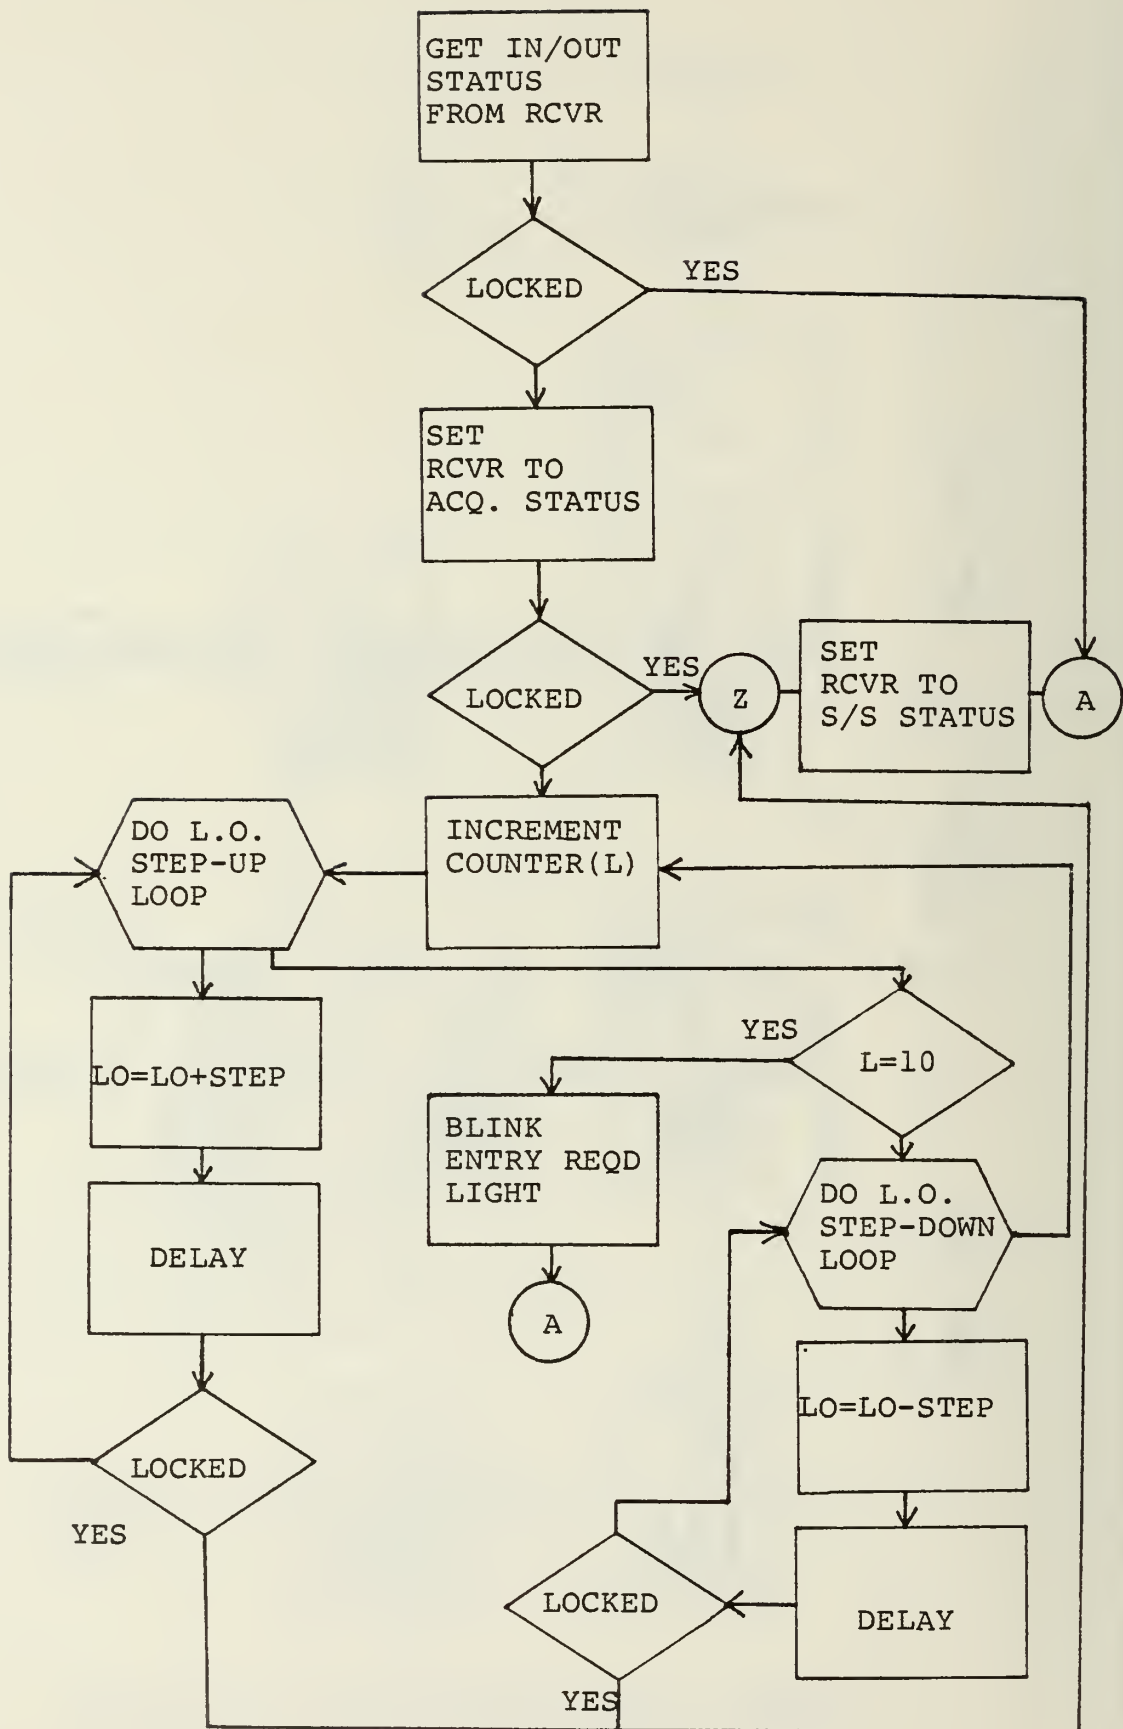 GET IN/OUT
STATUS
FROM RCVR
LOCKED
YES
SET
RCVR TO
ACQ. STATUS
LOCKED
YES
Z
SET
RCVR TO
S/S STATUS
A
DO L.O.
STEP-UP
LOOP
INCREMENT
COUNTER(L)
LO=LO+STEP
YES
L=10
BLINK
ENTRY REQD
LIGHT
DO L.O.
STEP-DOWN
LOOP
DELAY
A
LO=LO-STEP
LOCKED
YES
LOCKED
DELAY
YES